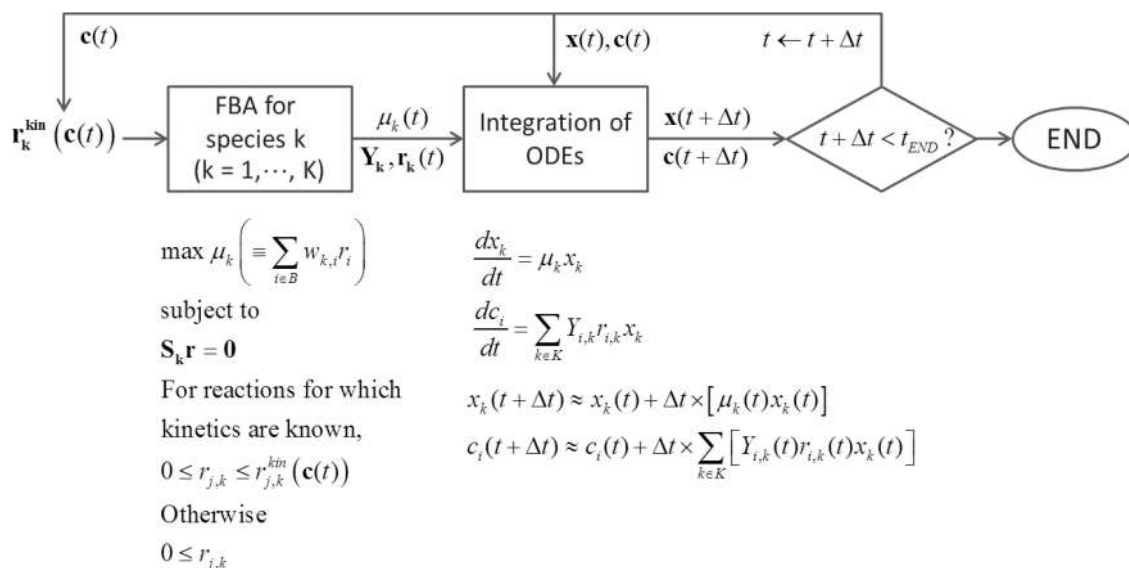 c(t)
x(t), c(t)
t ← t + Δt
r_k^kin (c(t))
FBA for
species k
(k = 1,⋯, K)
μ_k(t)
Y_k, r_k(t)
Integration of
ODEs
x(t + Δt)
c(t + Δt)
t + Δt < t_END ?
END
max μ_k ( ≡ ∑_{i∈B} w_{k,i} r_i )
subject to
S_k r = 0
For reactions for which
kinetics are known,
0 ≤ r_{j,k} ≤ r_{j,k}^{kin} (c(t))
Otherwise
0 ≤ r_{j,k}
dx_k/dt = μ_k x_k
dc_i/dt = ∑_{k∈K} Y_{i,k} r_{i,k} x_k
x_k(t + Δt) ≈ x_k(t) + Δt × [μ_k(t) x_k(t)]
c_i(t + Δt) ≈ c_i(t) + Δt × ∑_{k∈K} [Y_{i,k}(t) r_{i,k}(t) x_k(t)]